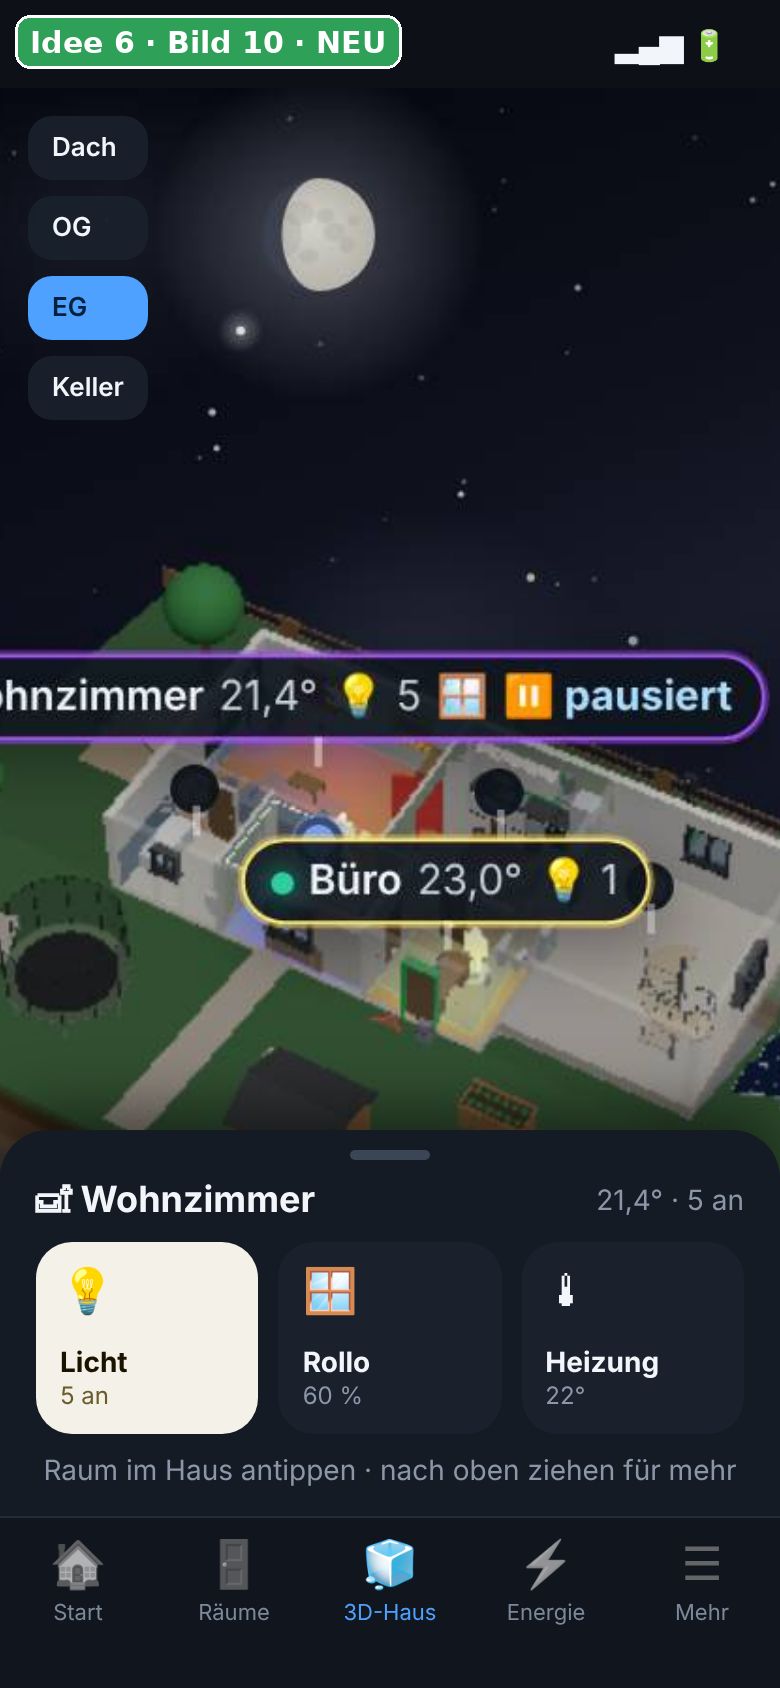 Idee 6 · Bild 10 · NEU
Dach
OG
EG
Keller
ohnzimmer 21,4° 💡 5 🪟 ⏸️ pausiert
Büro 23,0° 💡 1
🛋 Wohnzimmer
21,4° · 5 an
Licht
5 an
Rollo
60 %
Heizung
22°
Raum im Haus antippen · nach oben ziehen für mehr
Start
Räume
3D-Haus
Energie
Mehr